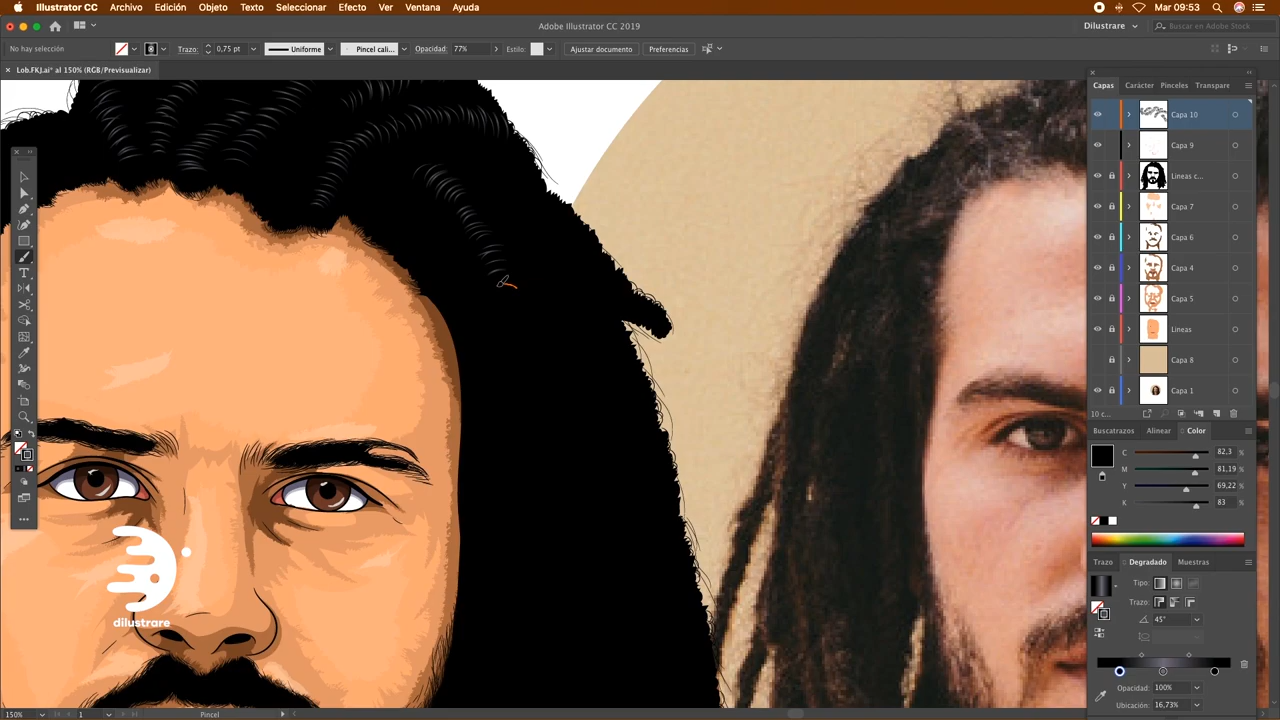 Illustrator CC Archivo Edición Objeto Texto Seleccionar Efecto Ver Ventana Ayuda Mar 09:53
Adobe Illustrator CC 2019 Dilustrare Buscar en Adobe Stock
No hay selección Trazo: 0,75 pt Uniforme Pincel cali... Opacidad: 77% Estilo: Ajustar documento Preferencias
Lob.FKJ.ai* al 150% (RGB/Previsualizar)
Capas Carácter Pinceles Transpare
Capa 10
Capa 9
Lineas c...
Capa 7
Capa 6
Capa 4
Capa 5
Lineas
Capa 8
Capa 1
10 c...
Buscatrazos Alinear Color
C 82,3 %
M 81,19 %
Y 69,22 %
K 83 %
Trazo Degradado Muestras
Tipo:
Trazo:
45°
Opacidad: 100%
Ubicación: 16,73%
dilustrare
150% 1 Pincel